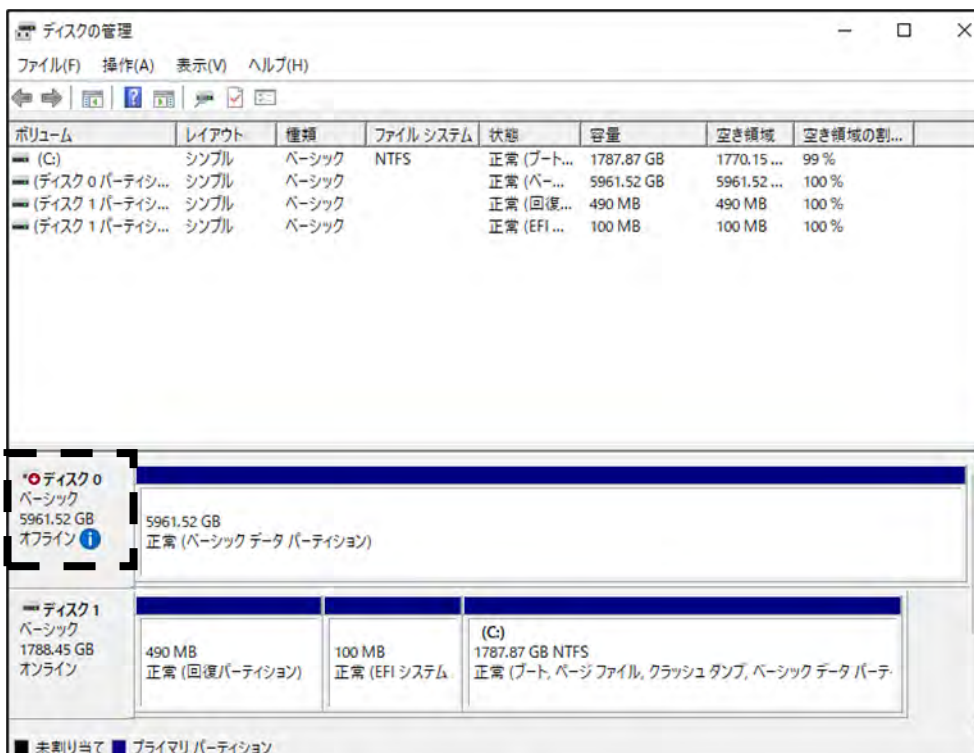 ディスクの管理
ファイル(F) 操作(A) 表示(V) ヘルプ(H)
ボリューム レイアウト 種類 ファイル システム 状態 容量 空き領域 空き領域の割...
(C:) シンプル ベーシック NTFS 正常 (ブート... 1787.87 GB 1770.15 ... 99 %
(ディスク 0 パーティシ... シンプル ベーシック 正常 (ベー... 5961.52 GB 5961.52 ... 100 %
(ディスク 1 パーティシ... シンプル ベーシック 正常 (回復... 490 MB 490 MB 100 %
(ディスク 1 パーティシ... シンプル ベーシック 正常 (EFI ... 100 MB 100 MB 100 %
ディスク 0
ベーシック
5961.52 GB
オフライン
5961.52 GB
正常 (ベーシック データ パーティション)
ディスク 1
ベーシック
1788.45 GB
オンライン
490 MB
正常 (回復パーティション)
100 MB
正常 (EFI システム
(C:)
1787.87 GB NTFS
正常 (ブート, ページ ファイル, クラッシュ ダンプ, ベーシック データ パーテ
未割り当て プライマリ パーティション